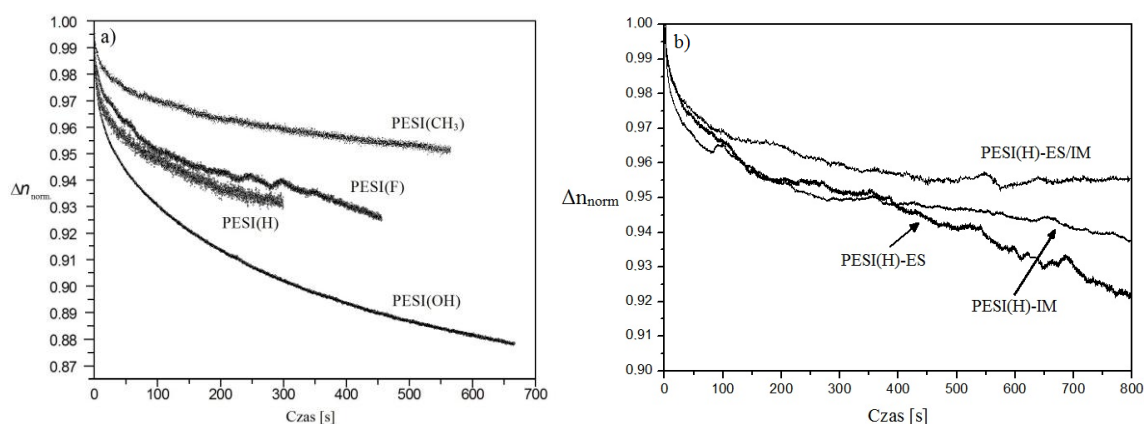 a)
1.00
0.99
0.98
0.97
0.96
0.95
0.94
0.93
0.92
0.91
0.90
0.89
0.88
0.87
Δn norm.
PESI(CH₃)
PESI(F)
PESI(H)
PESI(OH)
0 100 200 300 400 500 600 700
Czas [s]
b)
1.00
0.99
0.98
0.97
0.96
0.95
0.94
0.93
0.92
0.91
0.90
Δnnorm
PESI(H)-ES/IM
PESI(H)-ES
PESI(H)-IM
0 100 200 300 400 500 600 700 800
Czas [s]